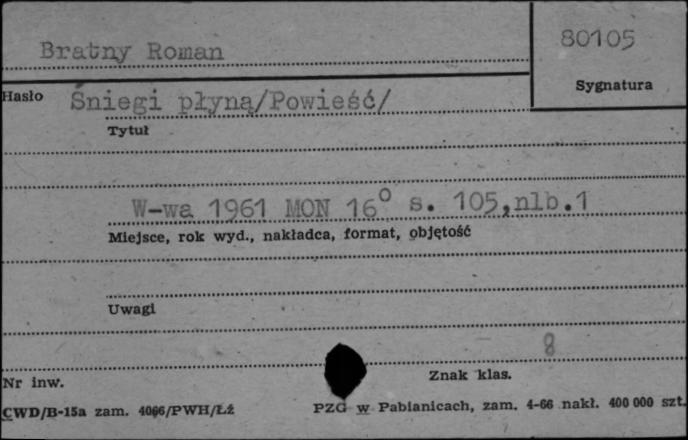 Bratny Roman
80105
Hasło
Sygnatura
Śniegi płyną/Powieść/
Tytuł
W-wa 1961 MON 16° s. 105,nlb.1
Miejsce, rok wyd., nakładca, format, objętość
Uwagi
8
Nr inw.
Znak klas.
CWD/B-15a zam. 4066/PWH/Łź
PZG w Pabianicach, zam. 4-66 nakł. 400 000 szt.